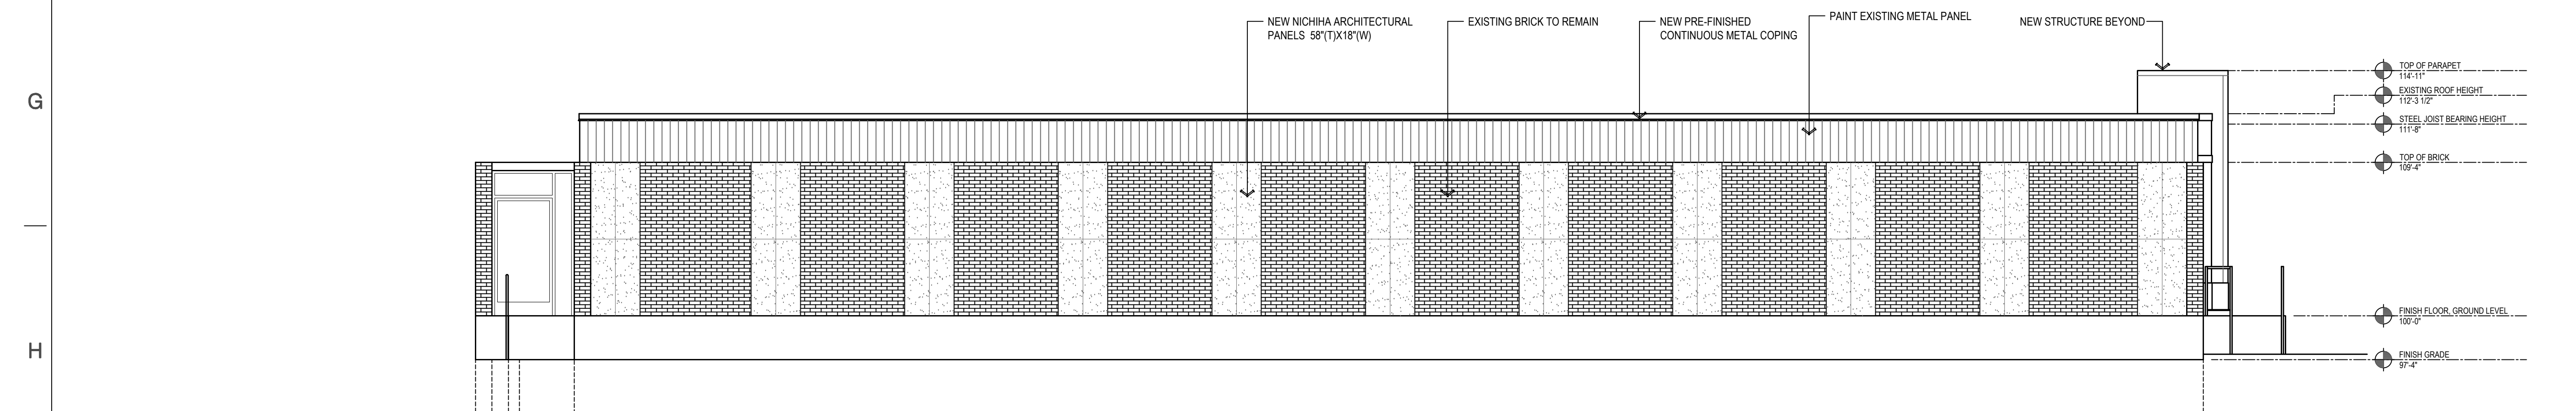 NEW NICHIHA ARCHITECTURAL
PANELS 58"(T)X18"(W)
EXISTING BRICK TO REMAIN
NEW PRE-FINISHED
CONTINUOUS METAL COPING
PAINT EXISTING METAL PANEL
NEW STRUCTURE BEYOND
TOP OF PARAPET
114'-11"
EXISTING ROOF HEIGHT
112'-3 1/2"
STEEL JOIST BEARING HEIGHT
111'-8"
TOP OF BRICK
109'-4"
FINISH FLOOR, GROUND LEVEL
100'-0"
FINISH GRADE
97'-4"
G
H